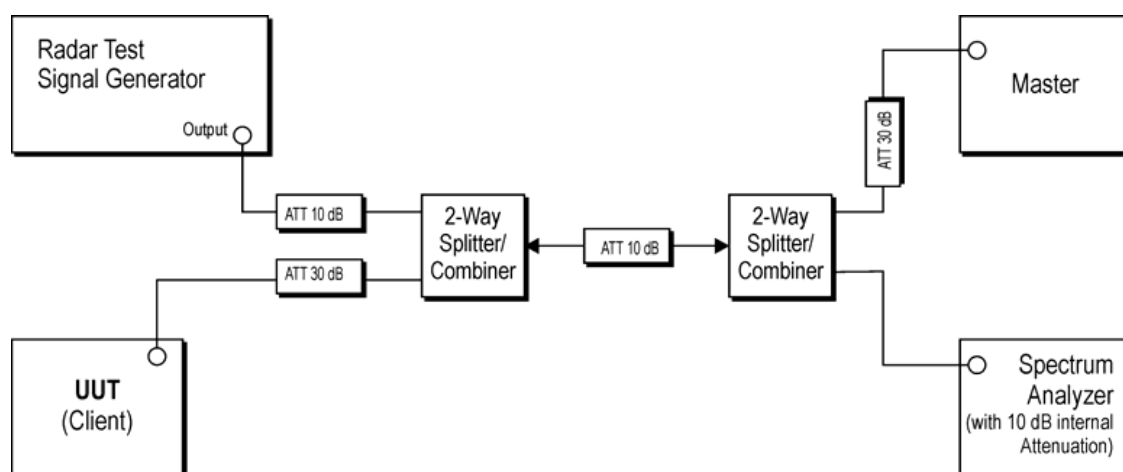 Radar Test
Signal Generator
Output
ATT 10 dB
2-Way
Splitter/
Combiner
ATT 30 dB
UUT
(Client)
ATT 10 dB
2-Way
Splitter/
Combiner
ATT 30 dB
Master
Spectrum
Analyzer
(with 10 dB internal
Attenuation)